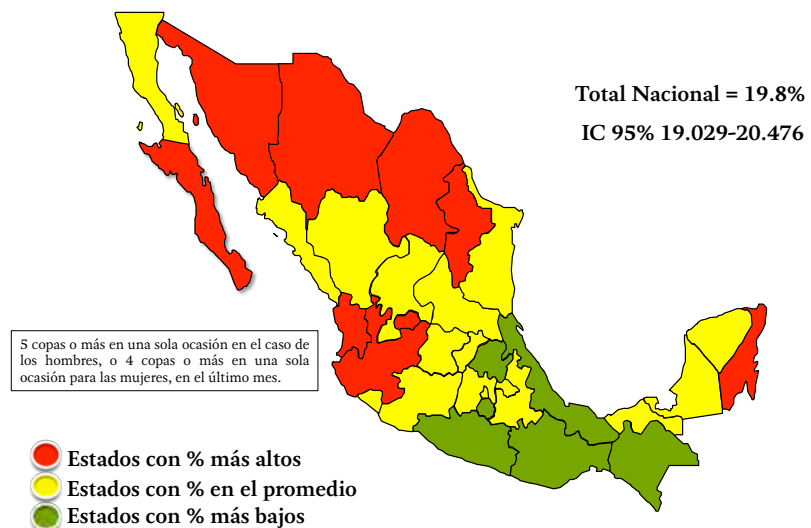 Total Nacional = 19.8%
IC 95% 19.029-20.476
5 copas o más en una sola ocasión en el caso de
los hombres, o 4 copas o más en una sola
ocasión para las mujeres, en el último mes.
Estados con % más altos
Estados con % en el promedio
Estados con % más bajos